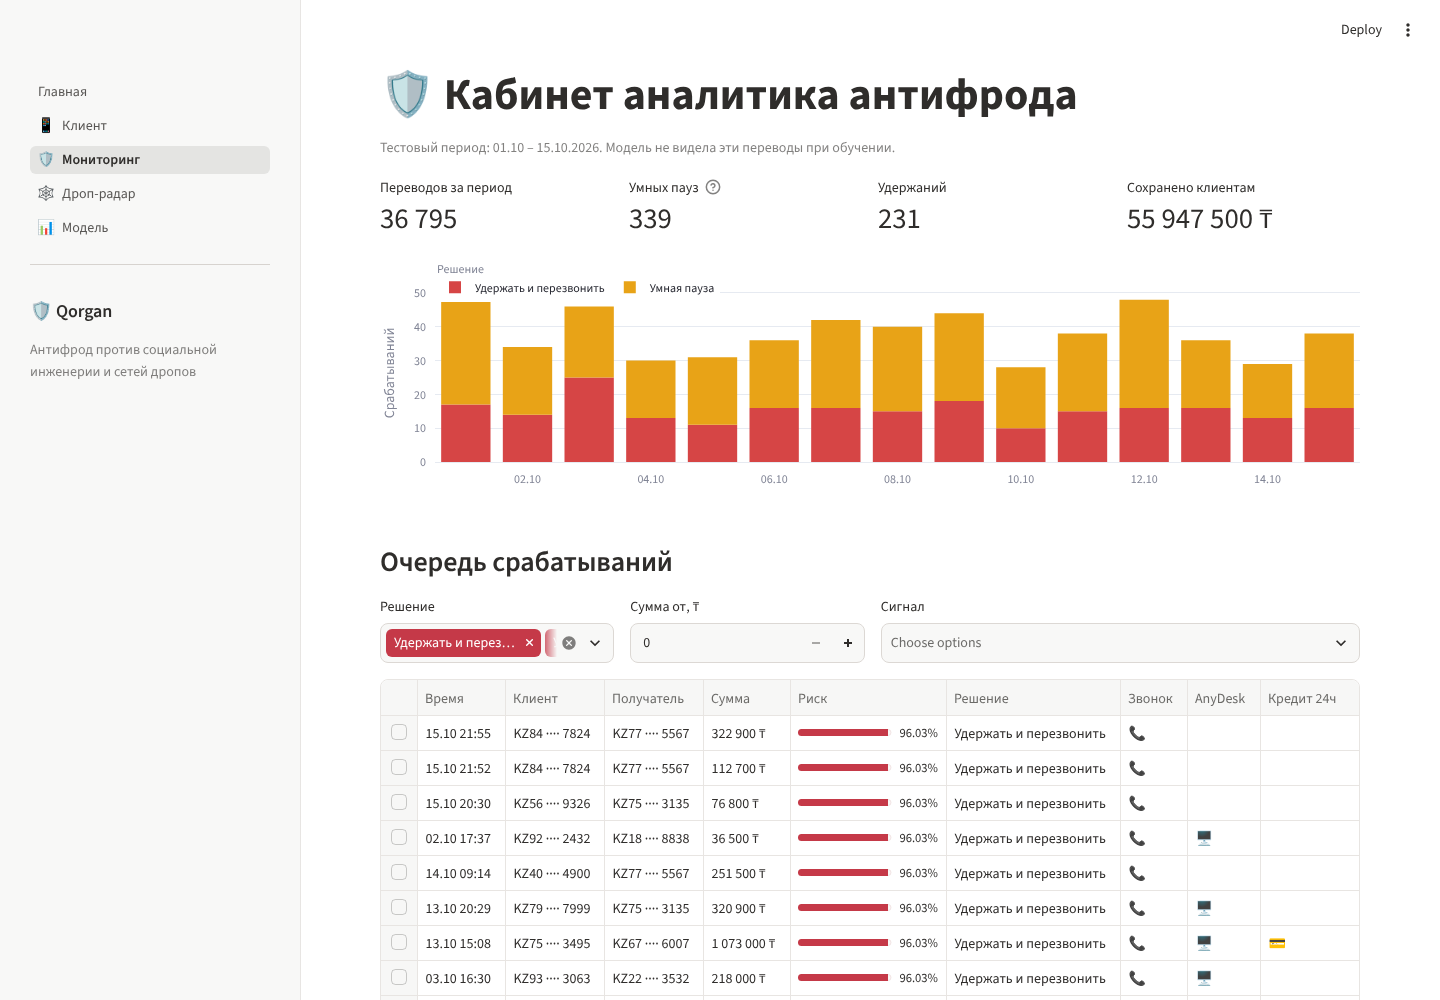 Deploy
Главная
Клиент
Мониторинг
Дроп-радар
Модель
Qorgan
Антифрод против социальной
инженерии и сетей дропов
Кабинет аналитика антифрода
Тестовый период: 01.10 – 15.10.2026. Модель не видела эти переводы при обучении.
Переводов за период Умных пауз Удержаний Сохранено клиентам
36 795 339 231 55 947 500 ₸
Решение
Удержать и перезвонить Умная пауза
Срабатываний
50
40
30
20
10
0
02.10 04.10 06.10 08.10 10.10 12.10 14.10
Очередь срабатываний
Решение Сумма от, ₸ Сигнал
Удержать и перез… 0 Choose options
Время Клиент Получатель Сумма Риск Решение Звонок AnyDesk Кредит 24ч
15.10 21:55 KZ84 ···· 7824 KZ77 ···· 5567 322 900 ₸ 96.03% Удержать и перезвонить
15.10 21:52 KZ84 ···· 7824 KZ77 ···· 5567 112 700 ₸ 96.03% Удержать и перезвонить
15.10 20:30 KZ56 ···· 9326 KZ75 ···· 3135 76 800 ₸ 96.03% Удержать и перезвонить
02.10 17:37 KZ92 ···· 2432 KZ18 ···· 8838 36 500 ₸ 96.03% Удержать и перезвонить
14.10 09:14 KZ40 ···· 4900 KZ77 ···· 5567 251 500 ₸ 96.03% Удержать и перезвонить
13.10 20:29 KZ79 ···· 7999 KZ75 ···· 3135 320 900 ₸ 96.03% Удержать и перезвонить
13.10 15:08 KZ75 ···· 3495 KZ67 ···· 6007 1 073 000 ₸ 96.03% Удержать и перезвонить
03.10 16:30 KZ93 ···· 3063 KZ22 ···· 3532 218 000 ₸ 96.03% Удержать и перезвонить